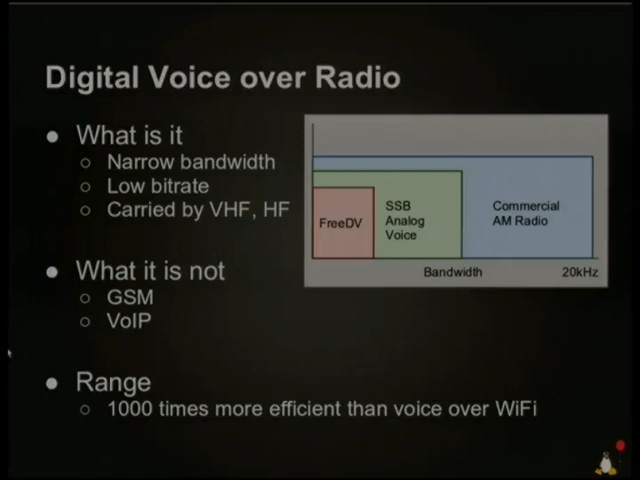 Digital Voice over Radio
● What is it
○ Narrow bandwidth
○ Low bitrate
○ Carried by VHF, HF
FreeDV
SSB
Analog
Voice
Commercial
AM Radio
Bandwidth
20kHz
● What it is not
○ GSM
○ VoIP
● Range
○ 1000 times more efficient than voice over WiFi